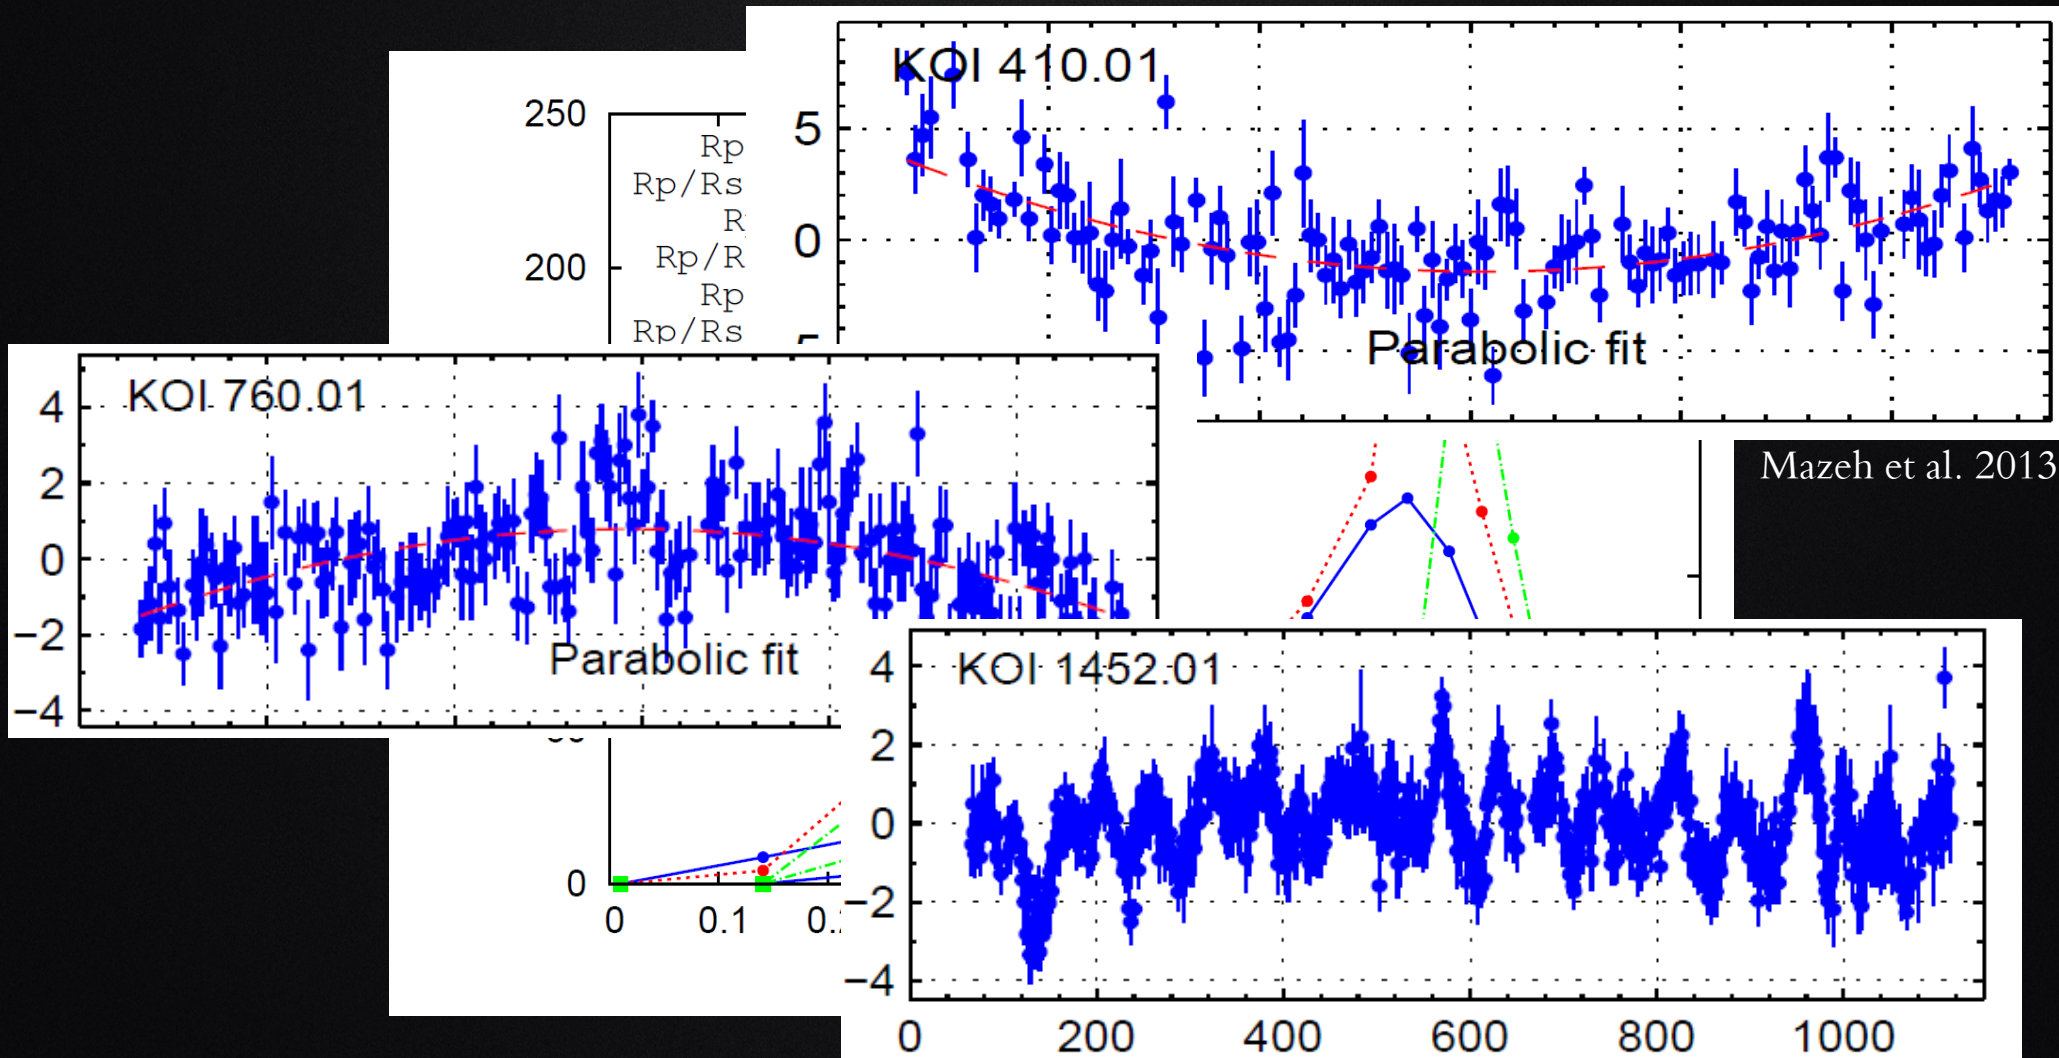 KOI 410.01
5
0
Parabolic fit
250
Rp
Rp/Rs
Rp/R
200
Rp
Rp/Rs
KOI 760.01
4
2
0
−2
−4
Parabolic fit
Mazeh et al. 2013
KOI 1452.01
4
2
0
−2
−4
0 200 400 600 800 1000
0
0 0.1